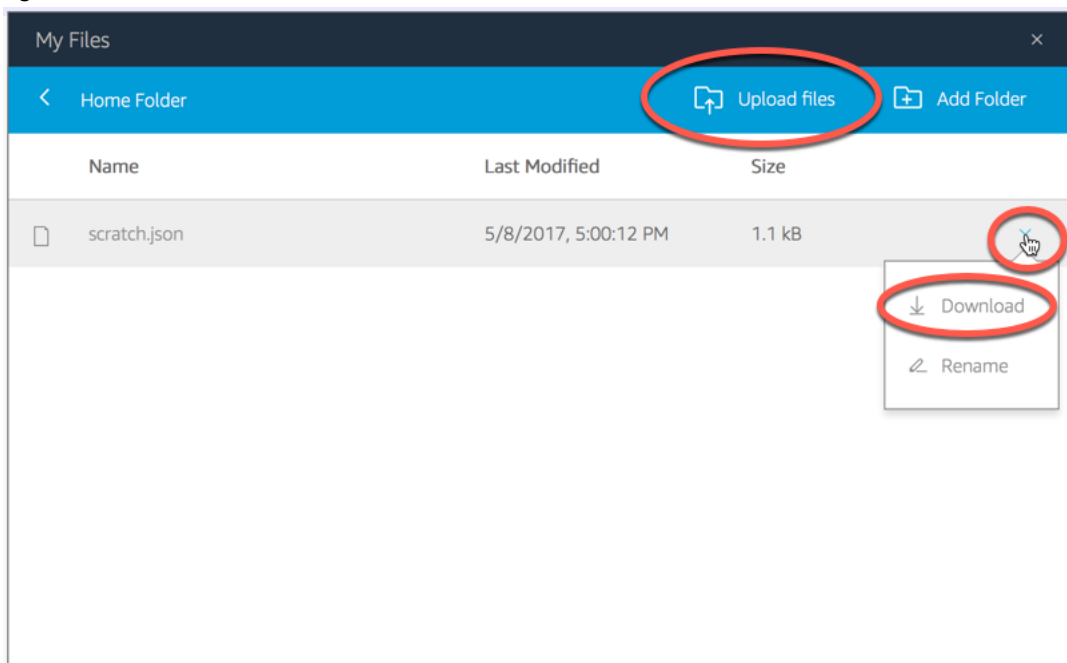 My Files
Home Folder Upload files Add Folder
Name Last Modified Size
scratch.json 5/8/2017, 5:00:12 PM 1.1 kB
Download
Rename